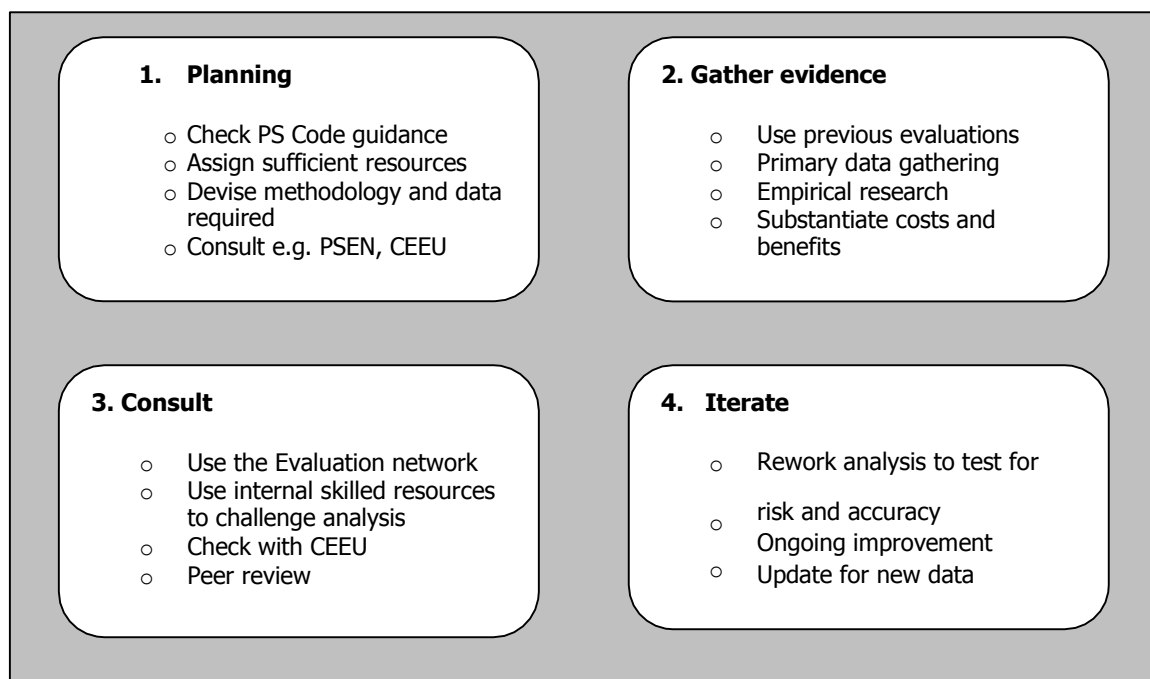 1. Planning
○ Check PS Code guidance
○ Assign sufficient resources
○ Devise methodology and data
required
○ Consult e.g. PSEN, CEEU
2. Gather evidence
○ Use previous evaluations
○ Primary data gathering
○ Empirical research
○ Substantiate costs and
benefits
3. Consult
○ Use the Evaluation network
○ Use internal skilled resources
to challenge analysis
○ Check with CEEU
○ Peer review
4. Iterate
○ Rework analysis to test for
risk and accuracy
○ Ongoing improvement
○ Update for new data